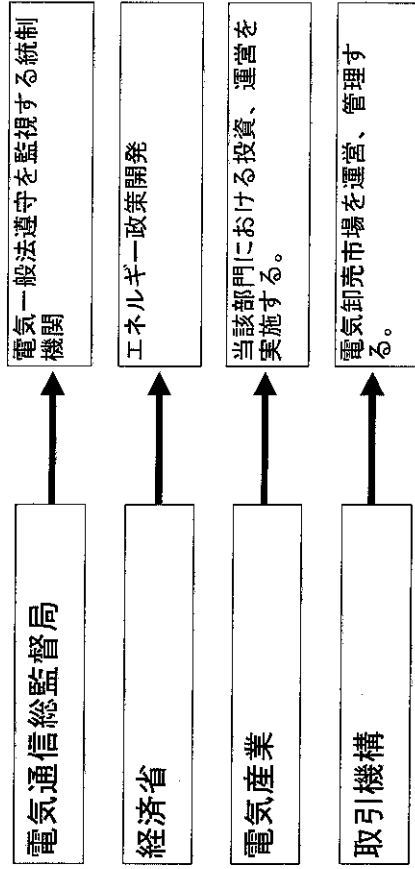 電気通信総監督局
電気一般法遵守を監視する統制
機関
経済省
エネルギー政策開発
電気産業
当該部門における投資、運営を
実施する。
取引機構
電気卸売市場を運営、管理す
る。